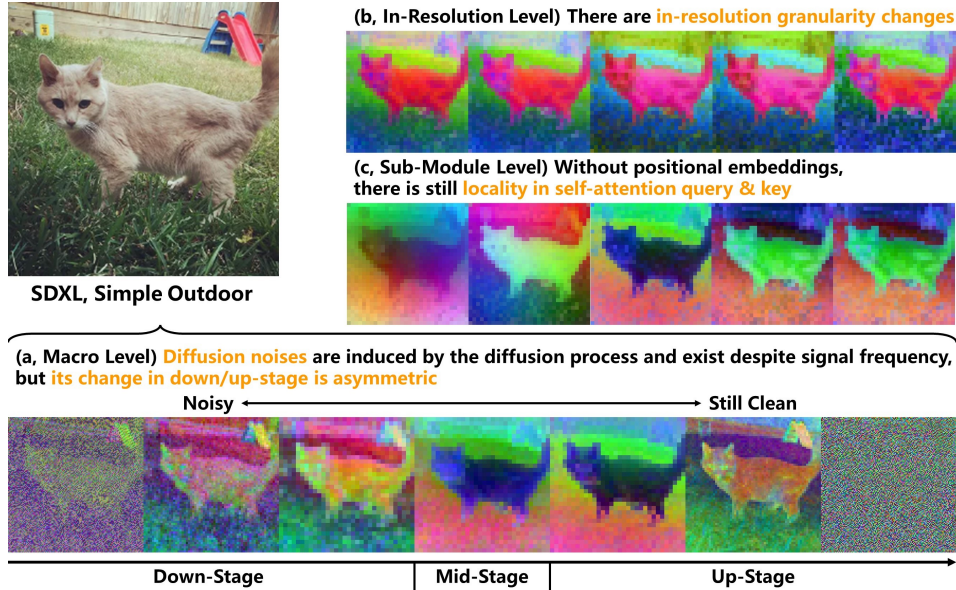 (b, In-Resolution Level) There are in-resolution granularity changes
(c, Sub-Module Level) Without positional embeddings,
there is still locality in self-attention query & key
SDXL, Simple Outdoor
(a, Macro Level) Diffusion noises are induced by the diffusion process and exist despite signal frequency,
but its change in down/up-stage is asymmetric
Noisy
Still Clean
Down-Stage
Mid-Stage
Up-Stage